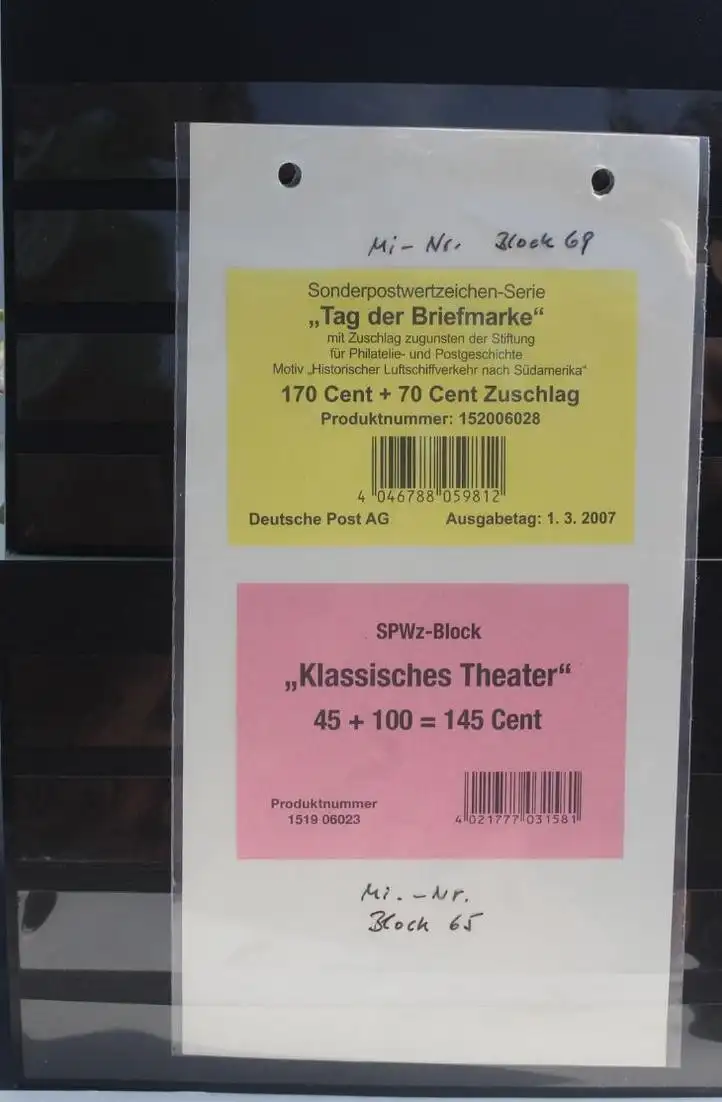 Mi-Nr. Block 69
Sonderpostwertzeichen-Serie
„Tag der Briefmarke“
mit Zuschlag zugunsten der Stiftung
für Philatelie- und Postgeschichte
Motiv „Historischer Luftschiffverkehr nach Südamerika“
170 Cent + 70 Cent Zuschlag
Produktnummer: 152006028
4 046788 059812
Deutsche Post AG Ausgabetag: 1. 3. 2007
SPWz-Block
„Klassisches Theater“
45 + 100 = 145 Cent
Produktnummer
1519 06023
4 021777 031581
Mi.-Nr.
Block 65